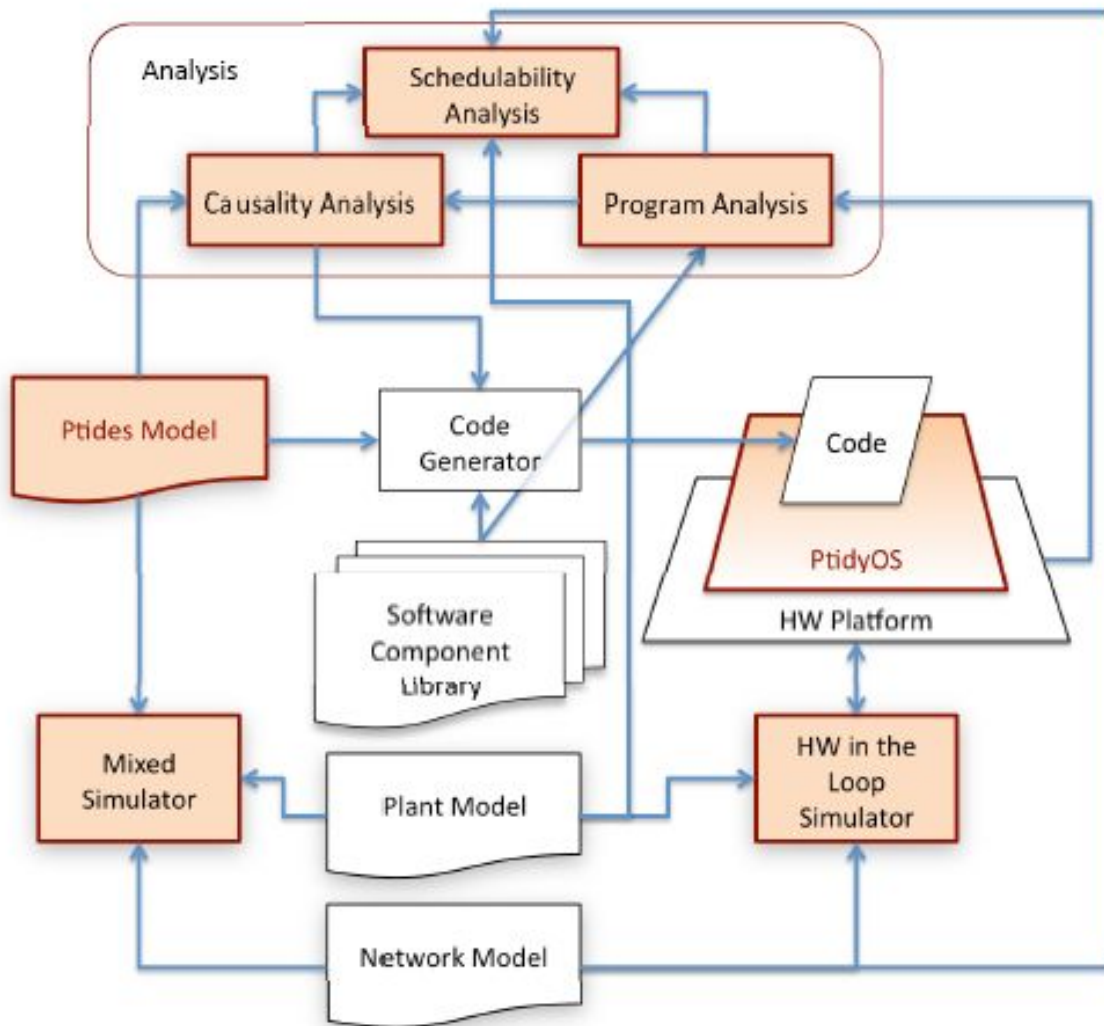 Analysis
Schedulability
Analysis
Causality Analysis
Program Analysis
Ptides Model
Code
Generator
Code
PtidyOS
HW Platform
Software
Component
Library
Mixed
Simulator
Plant Model
HW in the
Loop
Simulator
Network Model